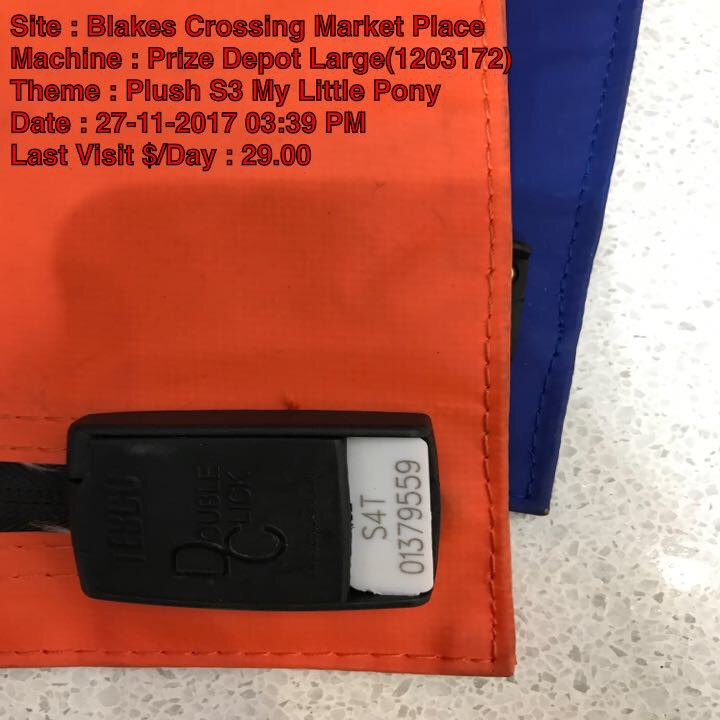 Site : Blakes Crossing Market Place
Machine : Prize Depot Large(1203172)
Theme : Plush S3 My Little Pony
Date : 27-11-2017 03:39 PM
Last Visit $/Day : 29.00
DOUBLE
CLICK
S4T
01379559